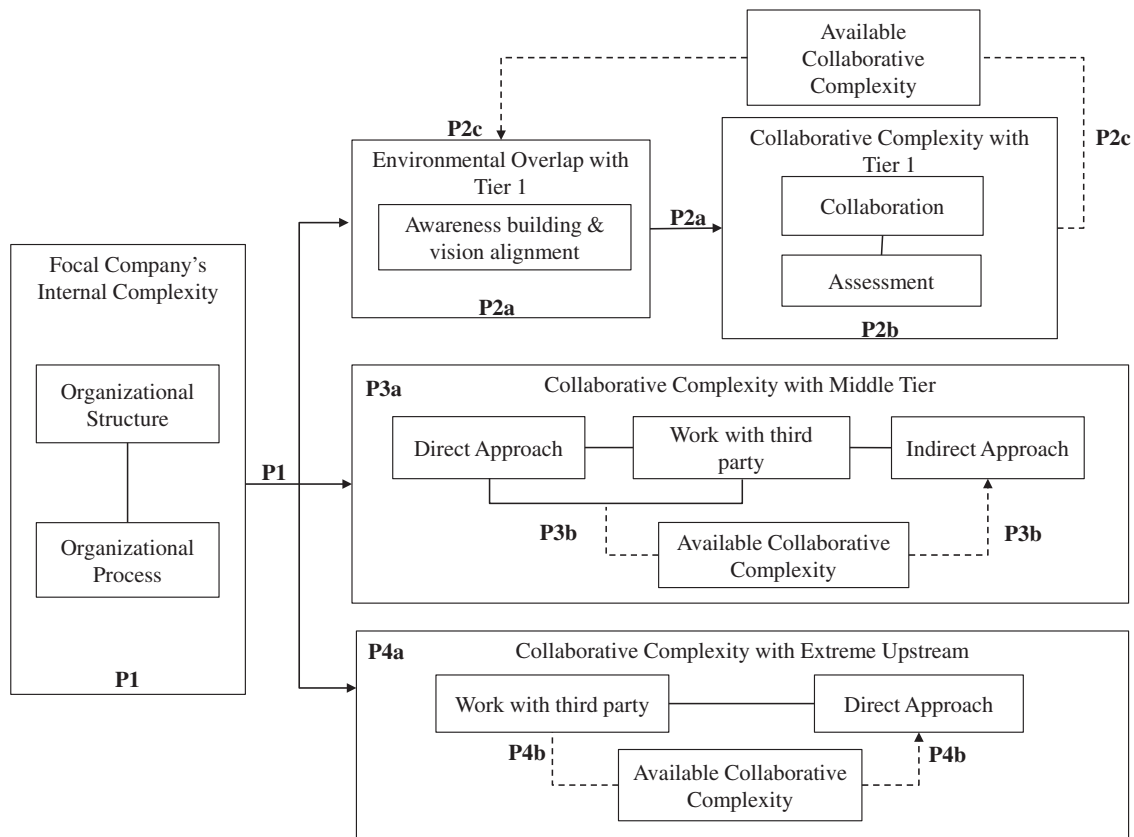 Available
Collaborative
Complexity
P2c
P2c
Environmental Overlap with
Tier 1
Awareness building &
vision alignment
P2a
P2a
Collaborative Complexity with
Tier 1
Collaboration
Assessment
P2b
Focal Company's
Internal Complexity
Organizational
Structure
Organizational
Process
P1
P1
P3a
Collaborative Complexity with Middle Tier
Direct Approach
Work with third
party
Indirect Approach
P3b
Available Collaborative
Complexity
P3b
P4a
Collaborative Complexity with Extreme Upstream
Work with third party
Direct Approach
P4b
Available Collaborative
Complexity
P4b